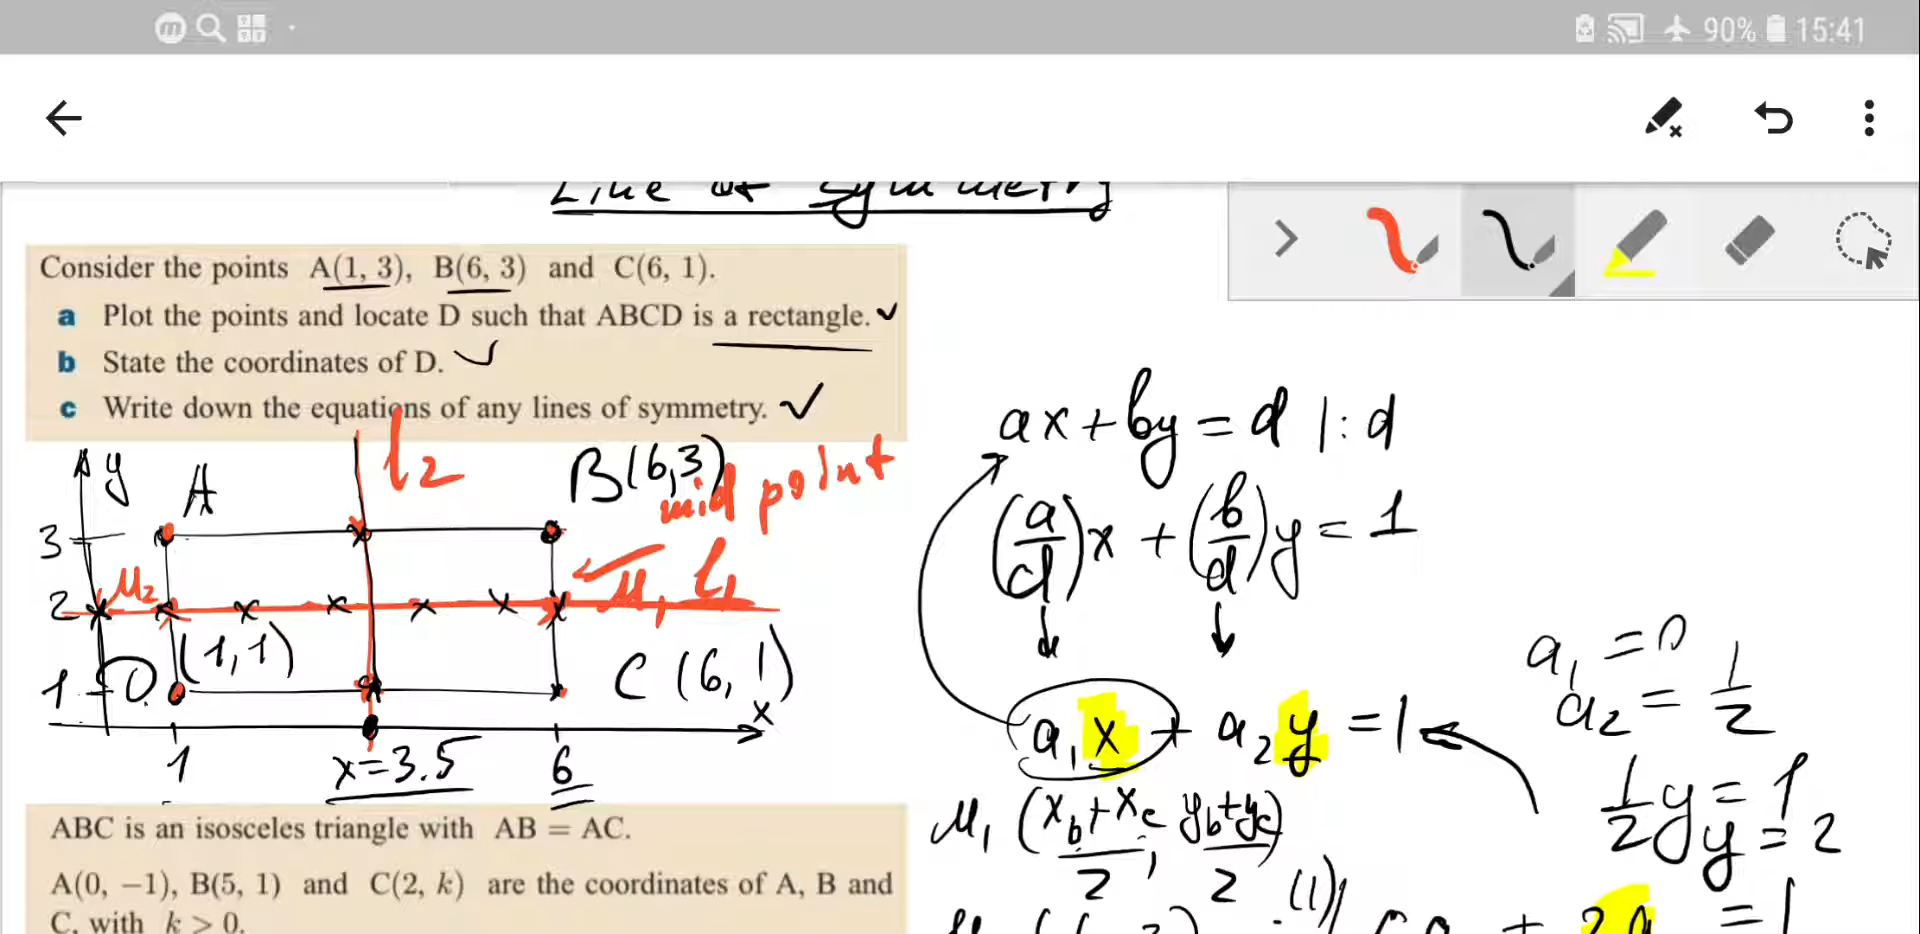 90% 15:41
Line of Symmetry
Consider the points A(1, 3), B(6, 3) and C(6, 1).
a Plot the points and locate D such that ABCD is a rectangle. ✓
b State the coordinates of D. ✓
c Write down the equations of any lines of symmetry. ✓
y
A
l2
B(6,3)
mid point
3
M2
2
M1 l1
1
D (1,1)
C (6, 1)
x
1
x=3.5
6
ax+by=d |:d
(a/d)x + (b/d)y = 1
a1x + a2y = 1
a1 = 0
a2 = 1/2
1/2 y = 1
y = 2
M1 (xb+xc/2, yb+yc/2)
(1)
= 1
ABC is an isosceles triangle with AB = AC.
A(0, −1), B(5, 1) and C(2, k) are the coordinates of A, B and
C, with k > 0.